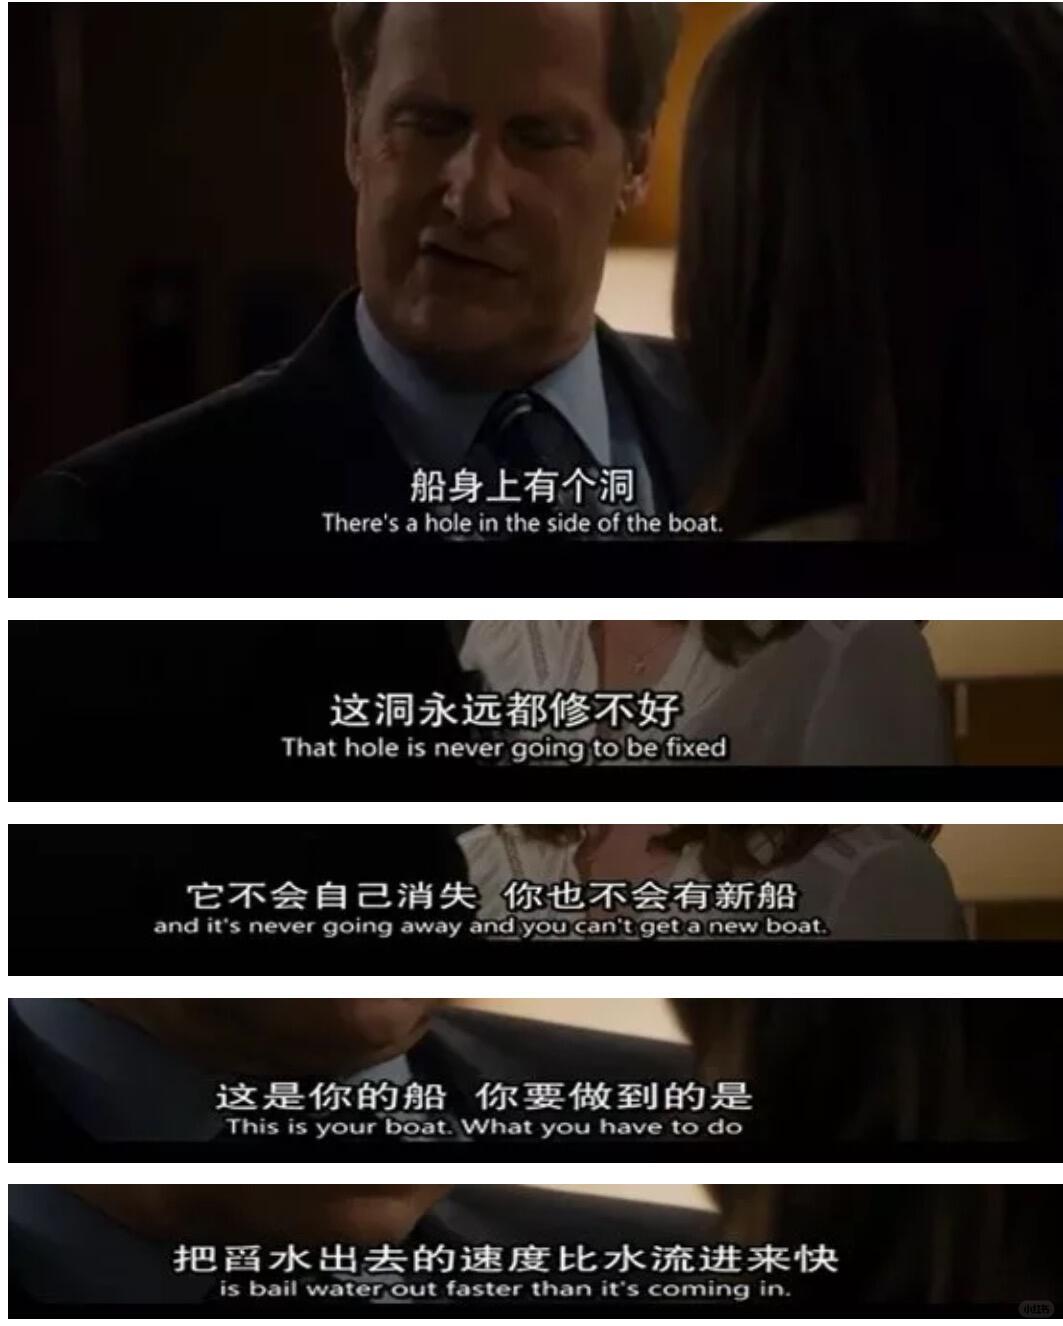 船身上有个洞
There's a hole in the side of the boat.
这洞永远都修不好
That hole is never going to be fixed
它不会自己消失 你也不会有新船
and it's never going away and you can't get a new boat.
这是你的船 你要做到的是
This is your boat. What you have to do
把舀水出去的速度比水流进来快
is bail water out faster than it's coming in.
小红书